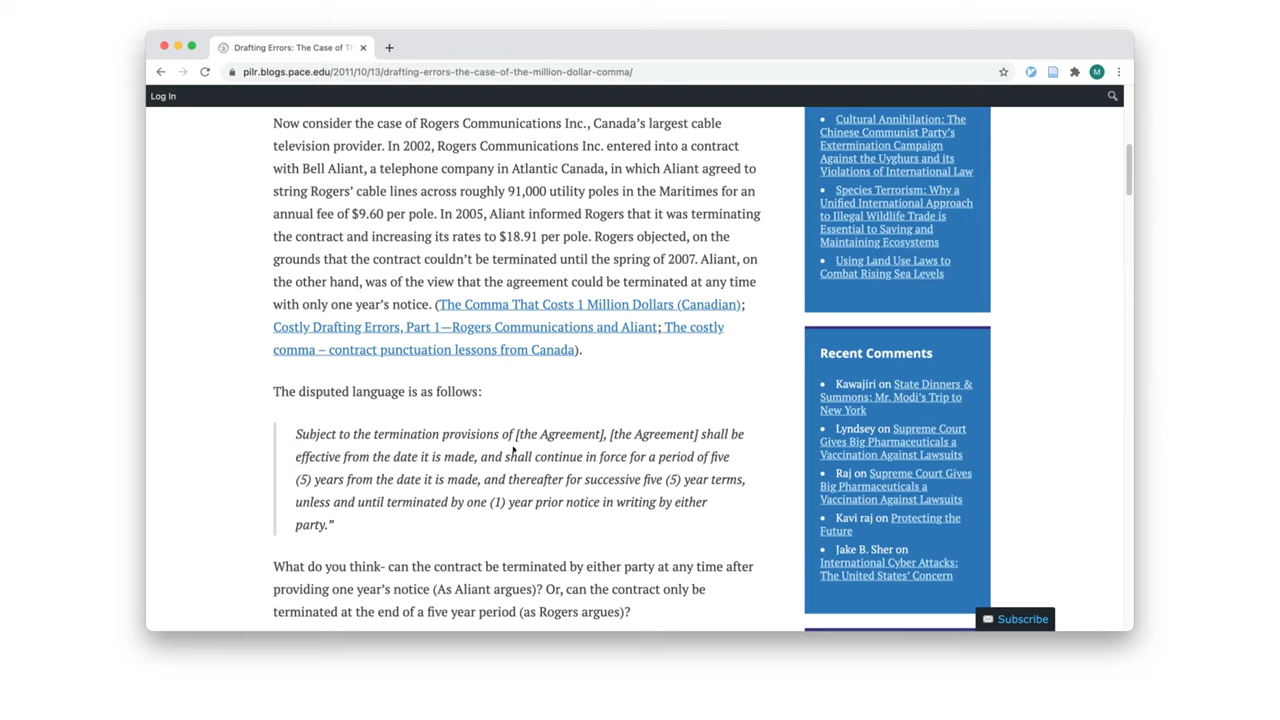 Drafting Errors: The Case of Th
pilr.blogs.pace.edu/2011/10/13/drafting-errors-the-case-of-the-million-dollar-comma/
M
Log In
Now consider the case of Rogers Communications Inc., Canada's largest cable
television provider. In 2002, Rogers Communications Inc. entered into a contract
with Bell Aliant, a telephone company in Atlantic Canada, in which Aliant agreed to
string Rogers' cable lines across roughly 91,000 utility poles in the Maritimes for an
annual fee of $9.60 per pole. In 2005, Aliant informed Rogers that it was terminating
the contract and increasing its rates to $18.91 per pole. Rogers objected, on the
grounds that the contract couldn't be terminated until the spring of 2007. Aliant, on
the other hand, was of the view that the agreement could be terminated at any time
with only one year's notice. (The Comma That Costs 1 Million Dollars (Canadian);
Costly Drafting Errors, Part 1—Rogers Communications and Aliant; The costly
comma – contract punctuation lessons from Canada).
The disputed language is as follows:
Subject to the termination provisions of [the Agreement], [the Agreement] shall be
effective from the date it is made, and shall continue in force for a period of five
(5) years from the date it is made, and thereafter for successive five (5) year terms,
unless and until terminated by one (1) year prior notice in writing by either
party.”
What do you think- can the contract be terminated by either party at any time after
providing one year's notice (As Aliant argues)? Or, can the contract only be
terminated at the end of a five year period (as Rogers argues)?
• Cultural Annihilation: The
Chinese Communist Party's
Extermination Campaign
Against the Uyghurs and its
Violations of International Law
• Species Terrorism: Why a
Unified International Approach
to Illegal Wildlife Trade is
Essential to Saving and
Maintaining Ecosystems
• Using Land Use Laws to
Combat Rising Sea Levels
Recent Comments
• Kawajiri on State Dinners &
Summons: Mr. Modi's Trip to
New York
• Lyndsey on Supreme Court
Gives Big Pharmaceuticals a
Vaccination Against Lawsuits
• Raj on Supreme Court Gives
Big Pharmaceuticals a
Vaccination Against Lawsuits
• Kavi raj on Protecting the
Future
• Jake B. Sher on
International Cyber Attacks:
The United States' Concern
Subscribe